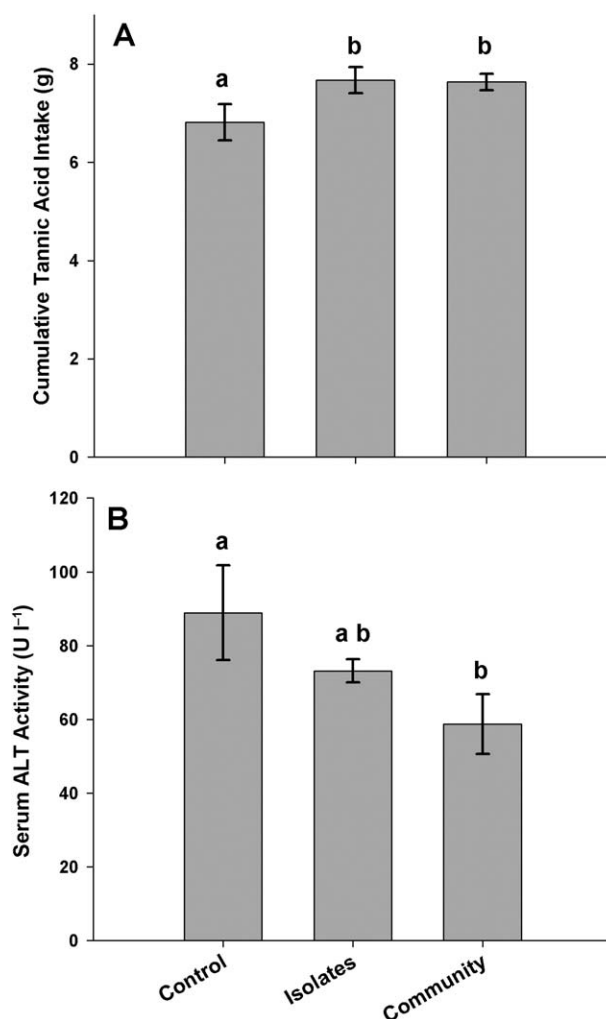 A
Cumulative Tannic Acid Intake (g)
8
6
4
2
0
a
b
b
B
Serum ALT Activity (U l⁻¹)
120
100
80
60
40
20
0
a
a b
b
Control
Isolates
Community